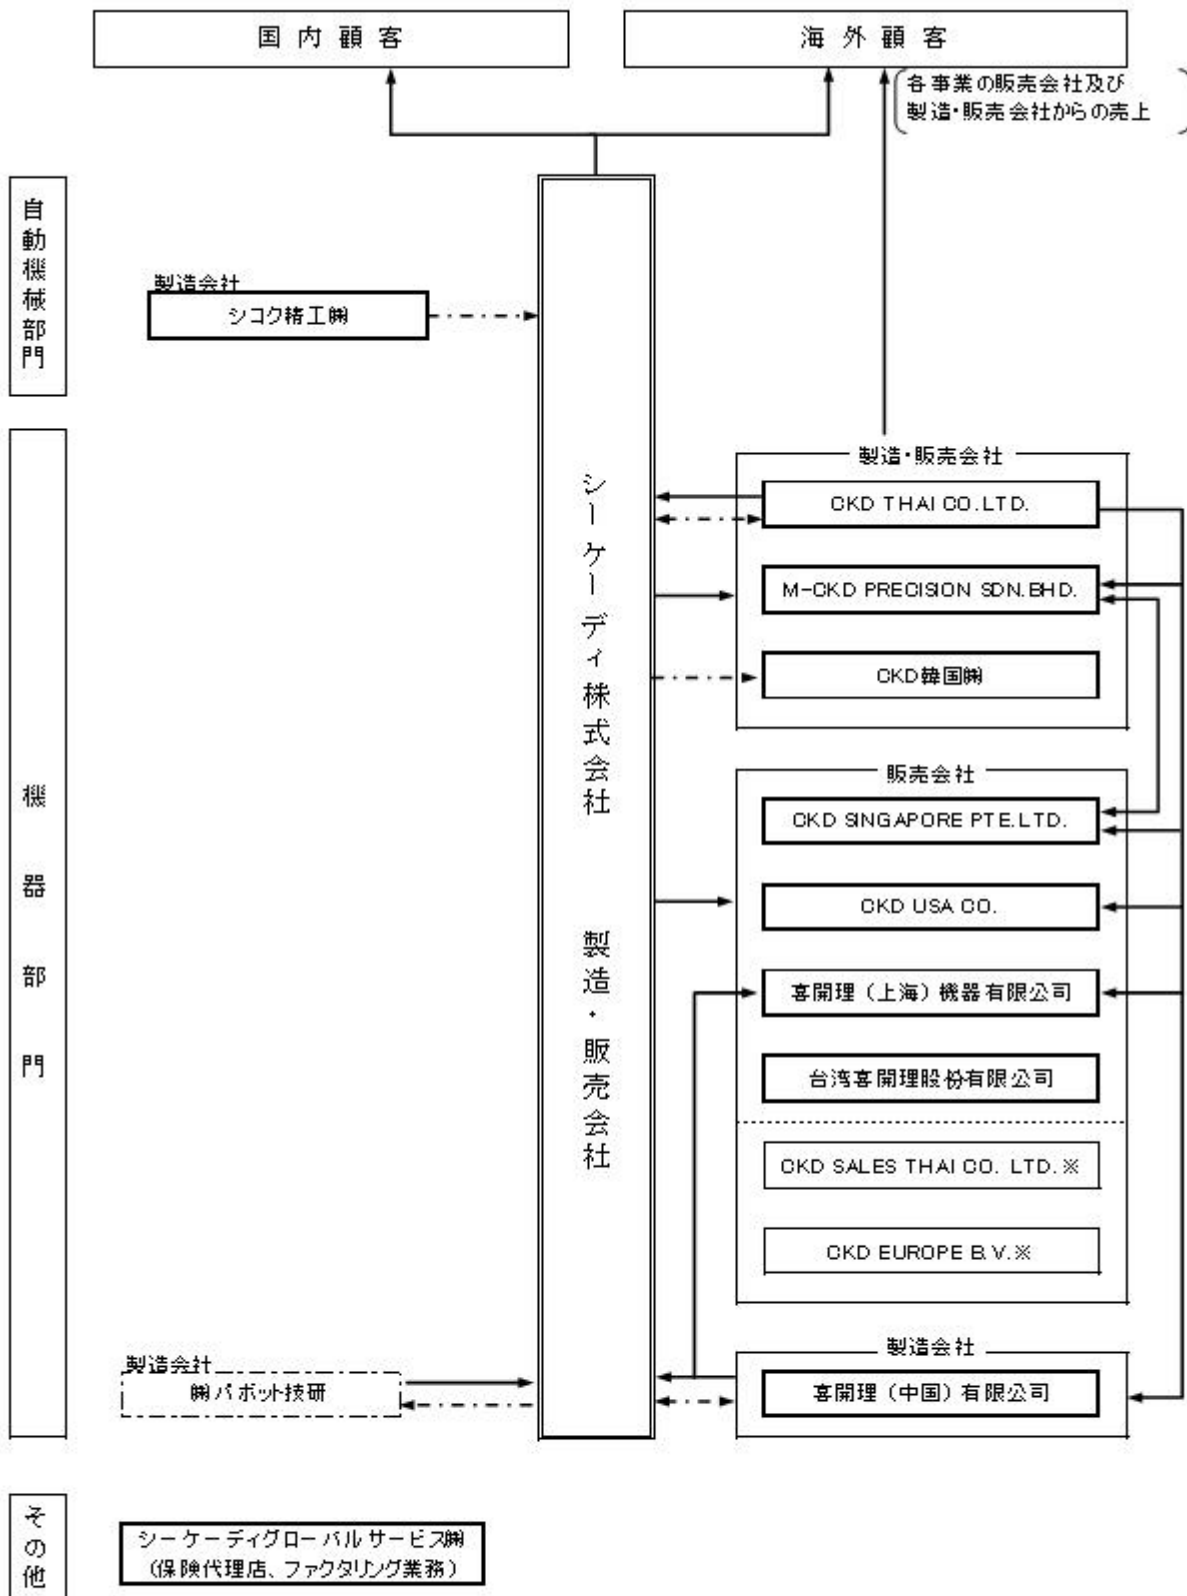 国内顧客
海外顧客
各事業の販売会社及び
製造・販売会社からの売上
自動機械部門
製造会社
シコク精工㈱
機器部門
シーケーディ株式会社 製造・販売会社
製造・販売会社
CKD THAI CO.LTD.
M-CKD PRECISION SDN.BHD.
CKD韓国㈱
販売会社
CKD SINGAPORE PTE.LTD.
CKD USA CO.
喜開理（上海）機器有限公司
台湾喜開理股份有限公司
CKD SALES THAI CO. LTD.※
CKD EUROPE B.V.※
製造会社
㈱パボット技研
製造会社
喜開理（中国）有限公司
その他
シーケーディグローバルサービス㈱
（保険代理店、ファクタリング業務）